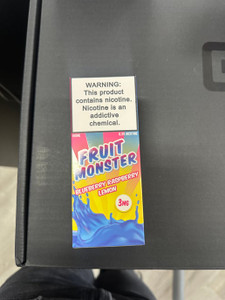 WARNING:
This product
contains nicotine.
Nicotine is an
addictive
chemical.
FRUIT
MONSTER
BLUEBERRY RASPBERRY
LEMON
3MG